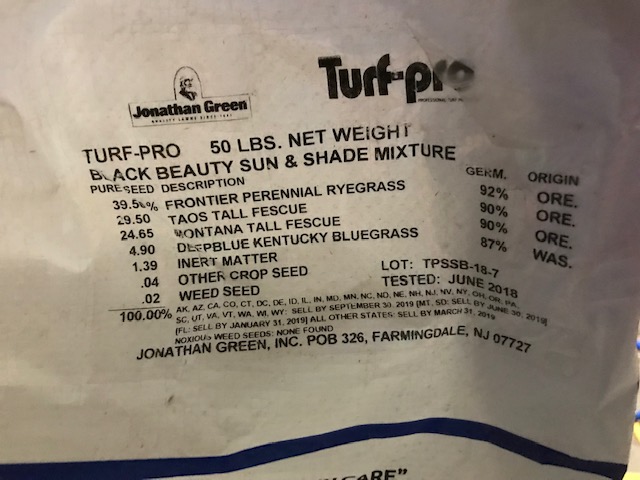 Jonathan Green
QUALITY LAWNS SINCE 1881
Turf-pro
TURF-PRO 50 LBS. NET WEIGHT
BLACK BEAUTY SUN & SHADE MIXTURE
PURE SEED DESCRIPTION GERM. ORIGIN
39.50% FRONTIER PERENNIAL RYEGRASS 92% ORE.
29.50 TAOS TALL FESCUE 90% ORE.
24.65 MONTANA TALL FESCUE 90% ORE.
4.90 DEEPBLUE KENTUCKY BLUEGRASS 87% WAS.
1.39 INERT MATTER
.04 OTHER CROP SEED LOT: TPSSB-18-7
.02 WEED SEED TESTED: JUNE 2018
100.00% AK, AZ, CA, CO, CT, DC, DE, ID, IL, IN, MD, MN, NC, ND, NE, NH, NJ, NV, NY, OH, OR, PA,
SC, UT, VA, VT, WA, WI, WY: SELL BY SEPTEMBER 30, 2019 [MT, SD: SELL BY JUNE 30, 2019]
[FL: SELL BY JANUARY 31, 2019] ALL OTHER STATES: SELL BY MARCH 31, 2019
NOXIOUS WEED SEEDS: NONE FOUND
JONATHAN GREEN, INC. POB 326, FARMINGDALE, NJ 07727